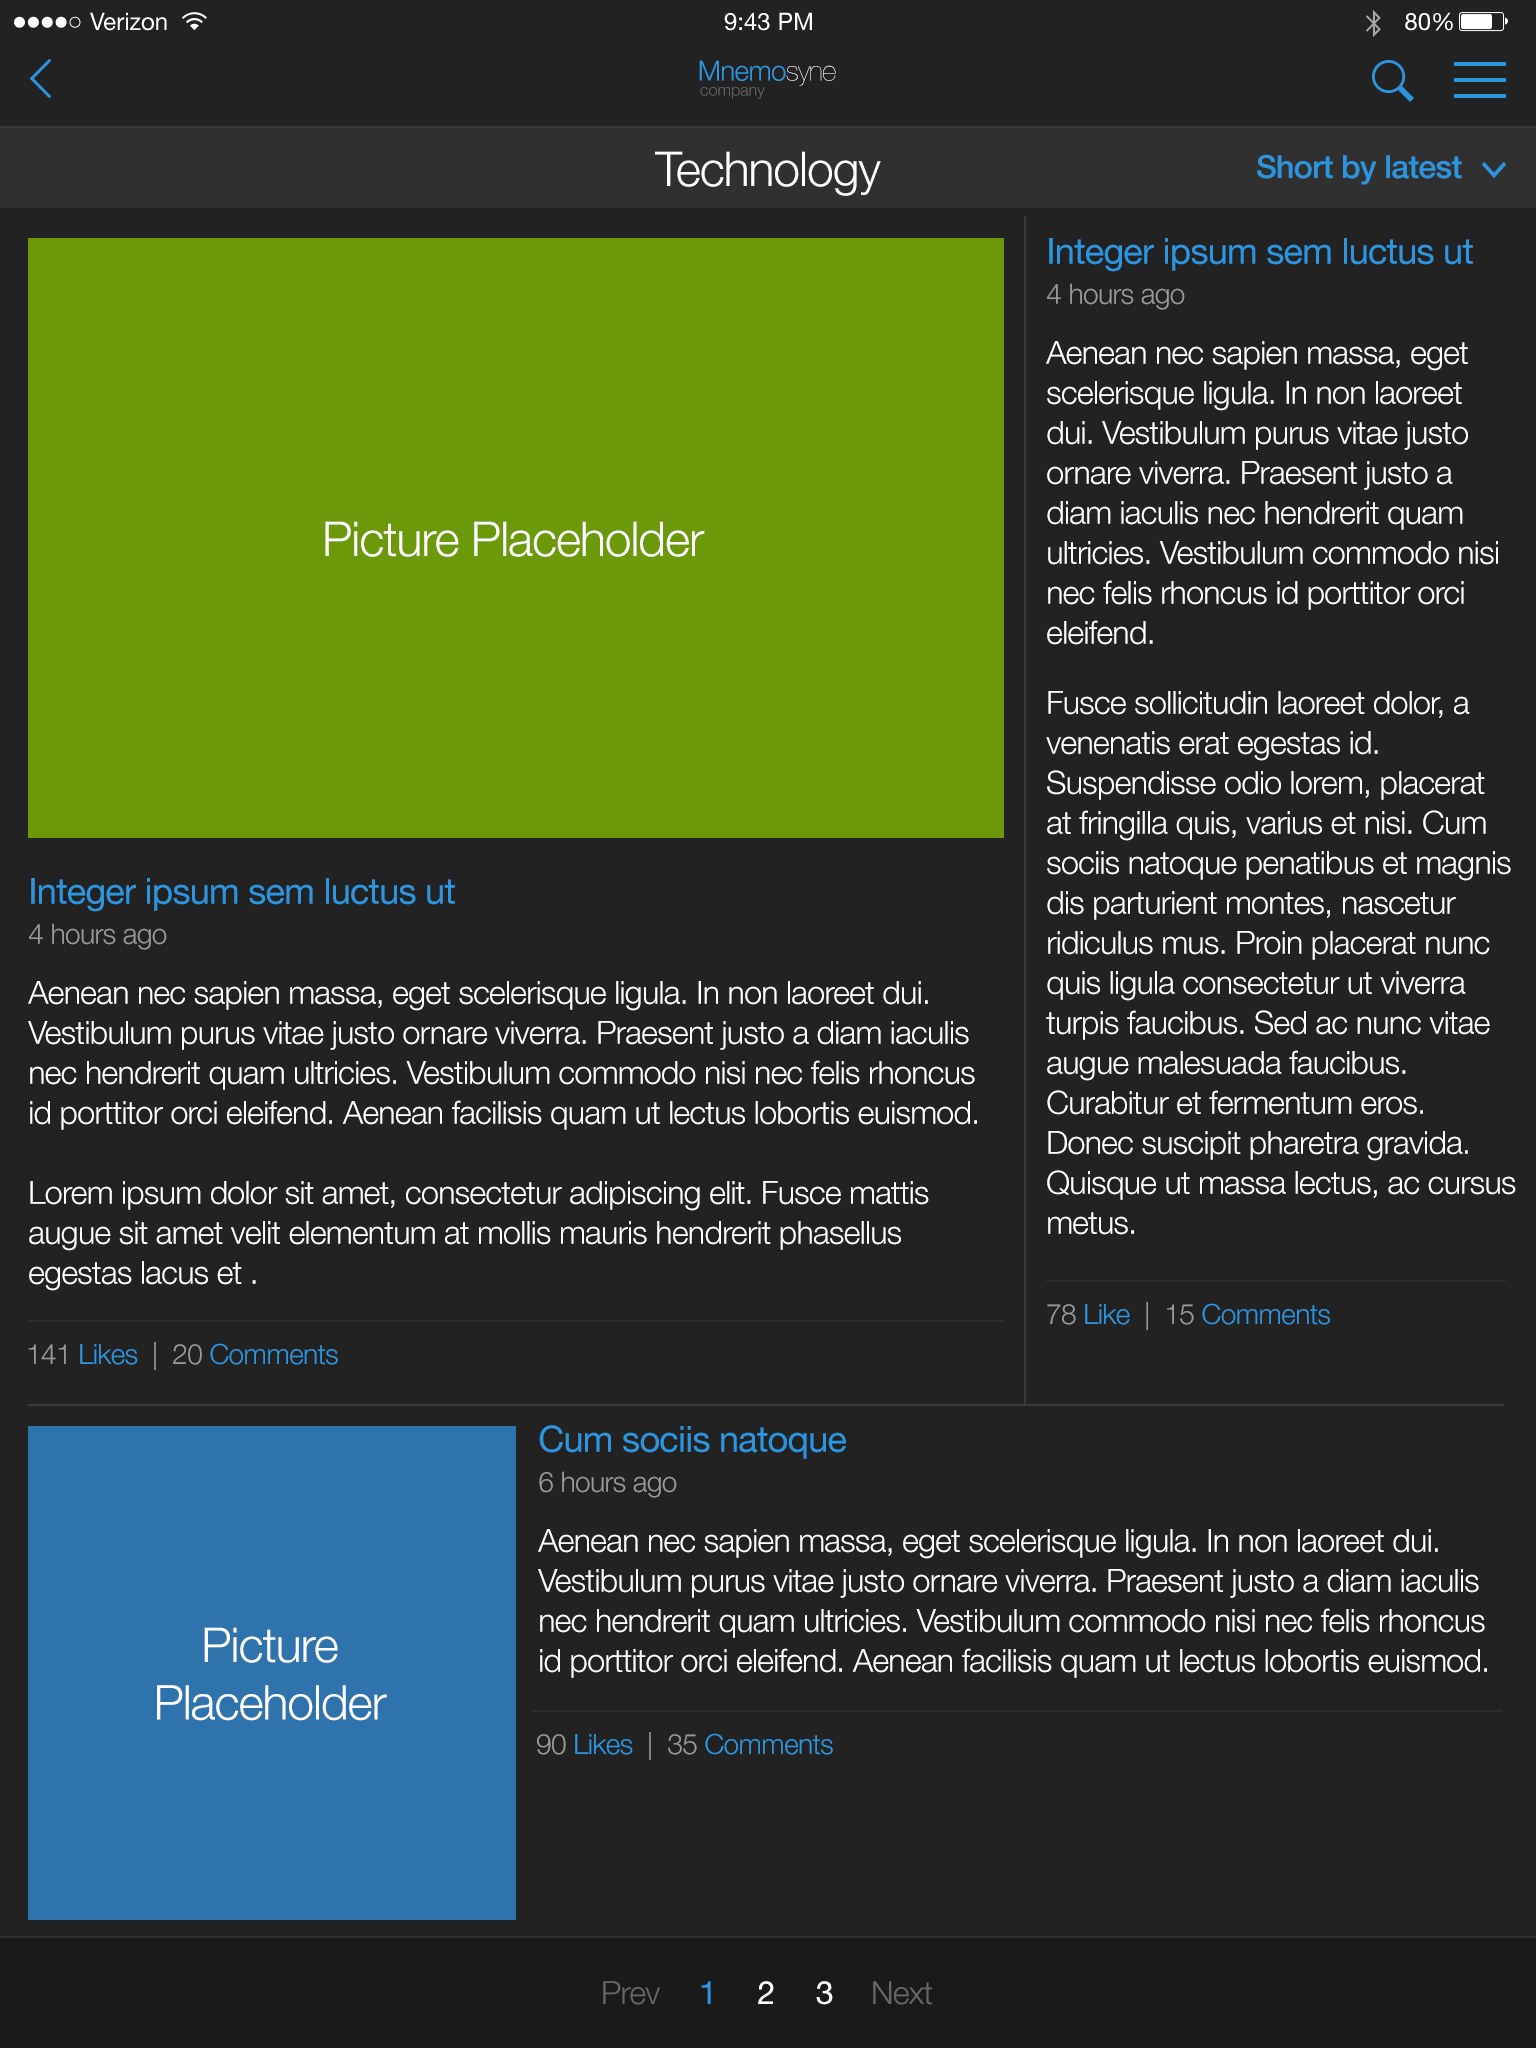 Verizon
9:43 PM
80%
Mnemosyne
company
Technology
Short by latest
Picture Placeholder
Integer ipsum sem luctus ut
4 hours ago
Aenean nec sapien massa, eget scelerisque ligula. In non laoreet dui.
Vestibulum purus vitae justo ornare viverra. Praesent justo a diam iaculis
nec hendrerit quam ultricies. Vestibulum commodo nisi nec felis rhoncus
id porttitor orci eleifend. Aenean facilisis quam ut lectus lobortis euismod.
Lorem ipsum dolor sit amet, consectetur adipiscing elit. Fusce mattis
augue sit amet velit elementum at mollis mauris hendrerit phasellus
egestas lacus et .
141 Likes | 20 Comments
Integer ipsum sem luctus ut
4 hours ago
Aenean nec sapien massa, eget
scelerisque ligula. In non laoreet
dui. Vestibulum purus vitae justo
ornare viverra. Praesent justo a
diam iaculis nec hendrerit quam
ultricies. Vestibulum commodo nisi
nec felis rhoncus id porttitor orci
eleifend.
Fusce sollicitudin laoreet dolor, a
venenatis erat egestas id.
Suspendisse odio lorem, placerat
at fringilla quis, varius et nisi. Cum
sociis natoque penatibus et magnis
dis parturient montes, nascetur
ridiculus mus. Proin placerat nunc
quis ligula consectetur ut viverra
turpis faucibus. Sed ac nunc vitae
augue malesuada faucibus.
Curabitur et fermentum eros.
Donec suscipit pharetra gravida.
Quisque ut massa lectus, ac cursus
metus.
78 Like | 15 Comments
Picture
Placeholder
Cum sociis natoque
6 hours ago
Aenean nec sapien massa, eget scelerisque ligula. In non laoreet dui.
Vestibulum purus vitae justo ornare viverra. Praesent justo a diam iaculis
nec hendrerit quam ultricies. Vestibulum commodo nisi nec felis rhoncus
id porttitor orci eleifend. Aenean facilisis quam ut lectus lobortis euismod.
90 Likes | 35 Comments
Prev 1 2 3 Next